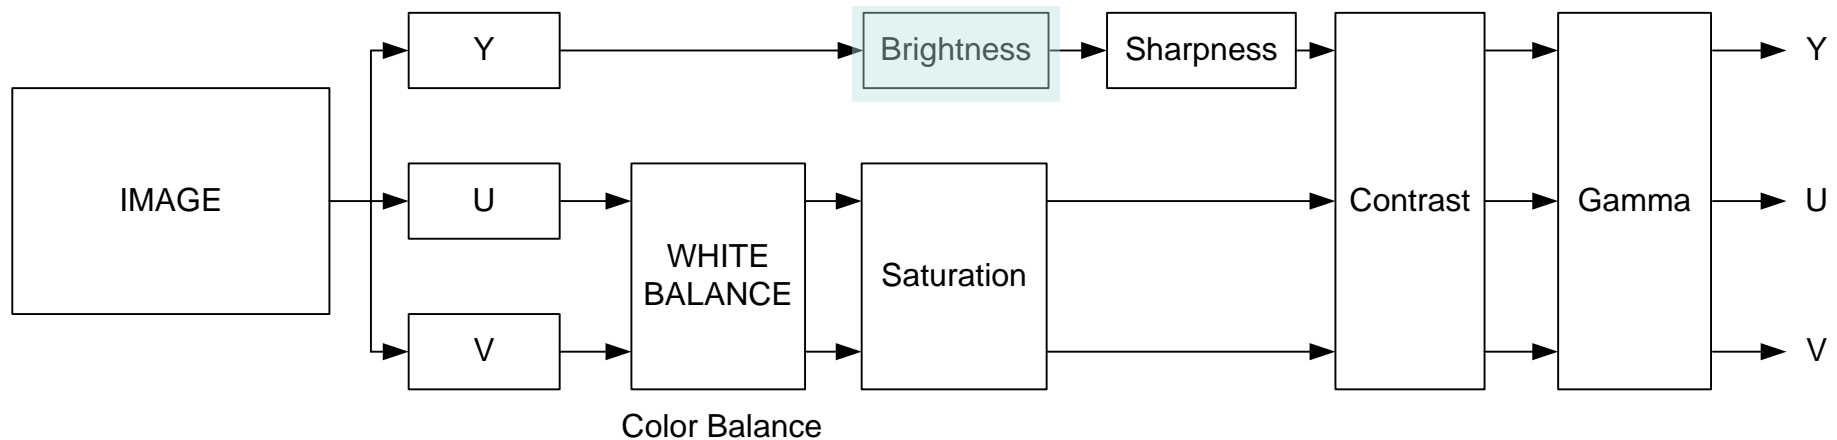 Y
Brightness
Sharpness
Y
IMAGE
U
Contrast
Gamma
U
WHITE
BALANCE
Saturation
V
V
Color Balance